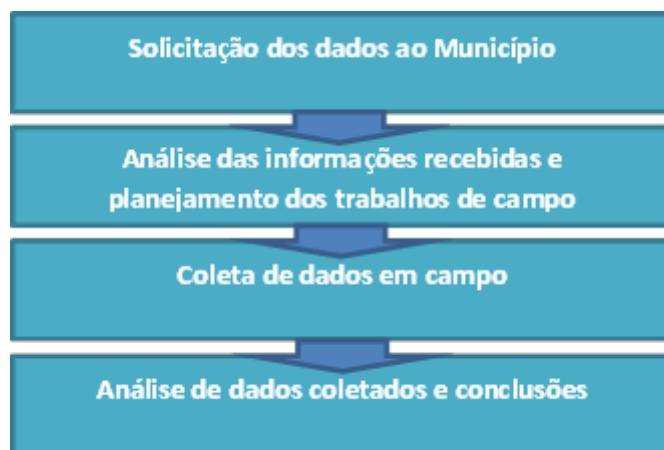 Solicitação dos dados ao Município
Análise das informações recebidas e
planejamento dos trabalhos de campo
Coleta de dados em campo
Análise de dados coletados e conclusões